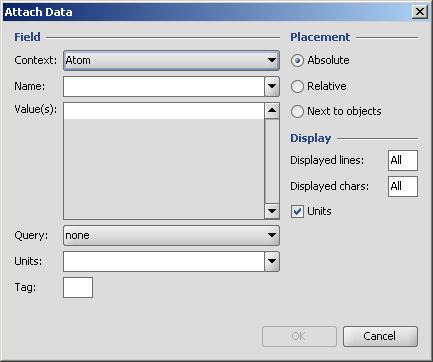 Attach Data
Field
Context: Atom
Name:
Value(s):
Query: none
Units:
Tag:
Placement
Absolute
Relative
Next to objects
Display
Displayed lines: All
Displayed chars: All
Units
OK Cancel